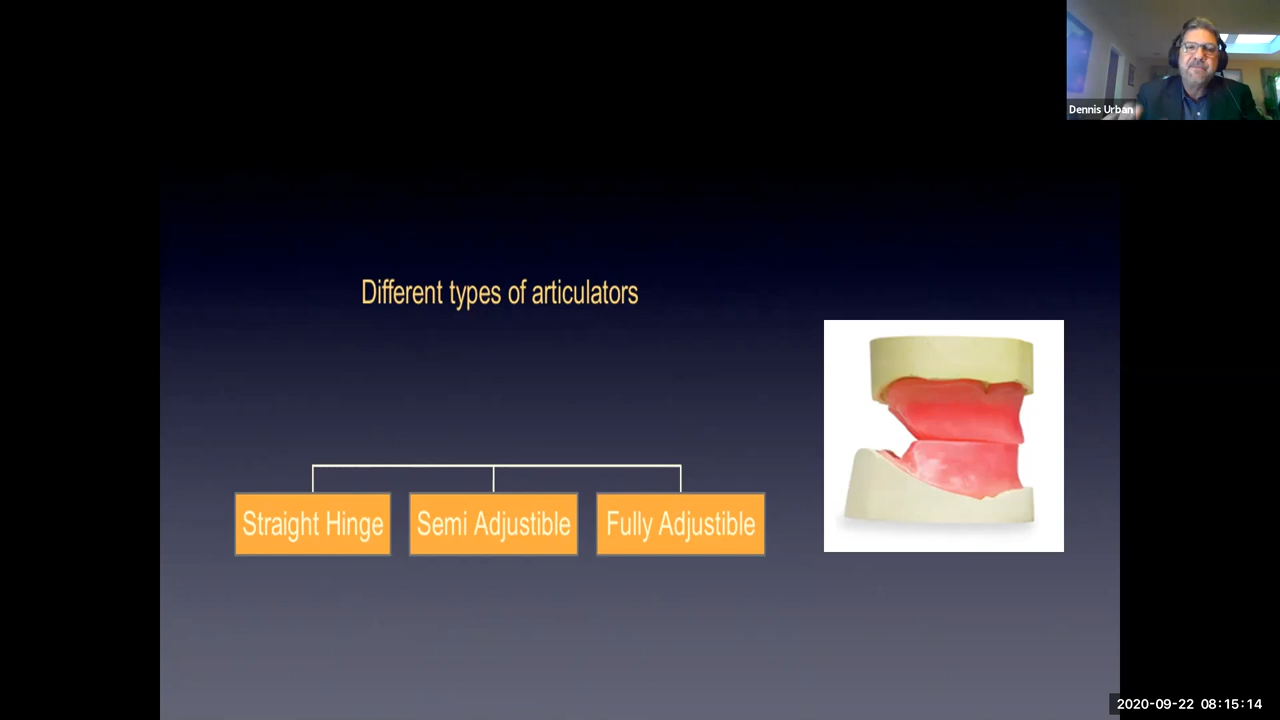 Dennis Urban
Different types of articulators
Straight Hinge
Semi Adjustible
Fully Adjustible
2020-09-22 08:15:14